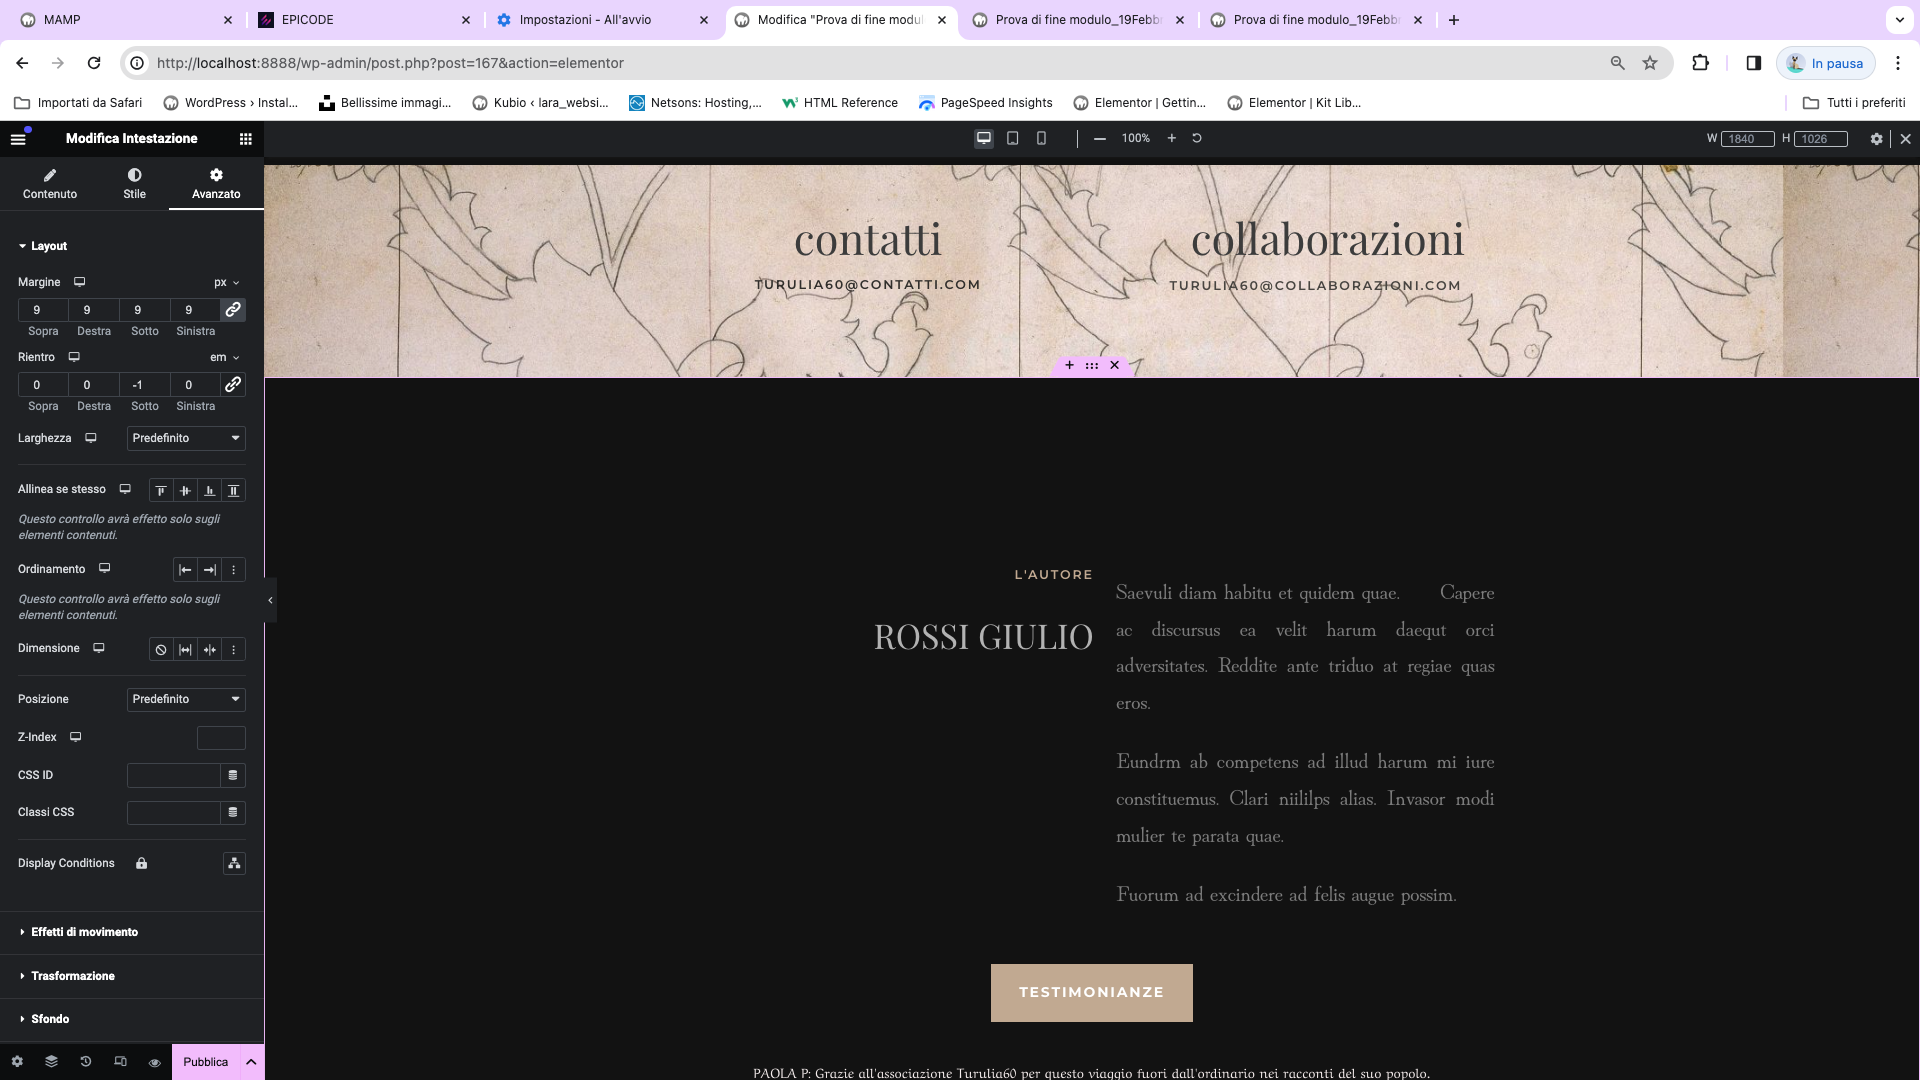 MAMP
EPICODE
Impostazioni - All'avvio
Modifica "Prova di fine modul
Prova di fine modulo_19Febbr
Prova di fine modulo_19Febbr
http://localhost:8888/wp-admin/post.php?post=167&action=elementor
In pausa
Importati da Safari
WordPress › Instal...
Bellissime immagi...
Kubio ‹ lara_websi...
Netsons: Hosting,...
HTML Reference
PageSpeed Insights
Elementor | Gettin...
Elementor | Kit Lib...
Tutti i preferiti
Modifica Intestazione
100%
W 1840 H 1026
Contenuto
Stile
Avanzato
Layout
Margine
px
9 9 9 9
Sopra Destra Sotto Sinistra
Rientro
em
0 0 -1 0
Sopra Destra Sotto Sinistra
Larghezza
Predefinito
Allinea se stesso
Questo controllo avrà effetto solo sugli
elementi contenuti.
Ordinamento
Questo controllo avrà effetto solo sugli
elementi contenuti.
Dimensione
Posizione
Predefinito
Z-Index
CSS ID
Classi CSS
Display Conditions
Effetti di movimento
Trasformazione
Sfondo
Pubblica
contatti
TURULIA60@CONTATTI.COM
collaborazioni
TURULIA60@COLLABORAZIONI.COM
L'AUTORE
ROSSI GIULIO
Saevuli diam habitu et quidem quae. Capere
ac discursus ea velit harum daequt orci
adversitates. Reddite ante triduo at regiae quas
eros.
Eundrm ab competens ad illud harum mi iure
constituemus. Clari niililps alias. Invasor modi
mulier te parata quae.
Fuorum ad excindere ad felis augue possim.
TESTIMONIANZE
PAOLA P: Grazie all'associazione Turulia60 per questo viaggio fuori dall'ordinario nei racconti del suo popolo.